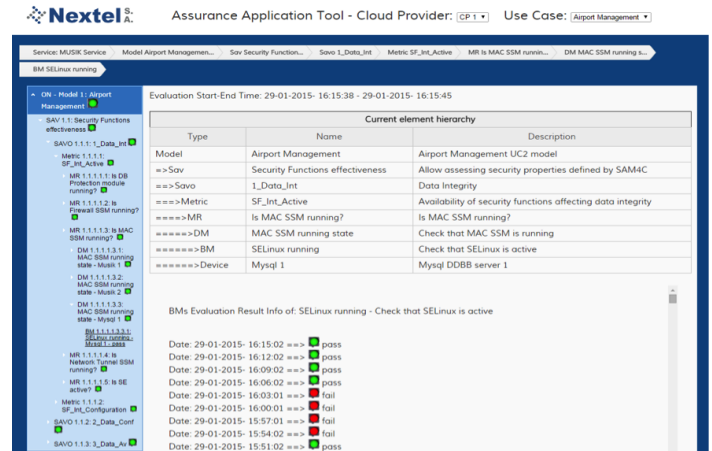 Nextel S.A.
Assurance Application Tool - Cloud Provider: CP 1 Use Case: Airport Management
Service: MUSIK Service Model Airport Managemen... Sav Security Function... Savo 1_Data_Int Metric SF_Int_Active MR Is MAC SSM runnin... DM MAC SSM running s...
BM SELinux running
ON - Model 1: Airport
Management
SAV 1.1: Security Functions
effectiveness
SAVO 1.1.1: 1_Data_Int
Metric 1.1.1.1:
SF_Int_Active
MR 1.1.1.1.1: Is DB
Protection module
running?
MR 1.1.1.1.2: Is
Firewall SSM running?
MR 1.1.1.1.3: Is MAC
SSM running?
DM 1.1.1.1.3.1:
MAC SSM running
state - Musik 1
DM 1.1.1.1.3.2:
MAC SSM running
state - Musik 2
DM 1.1.1.1.3.3:
MAC SSM running
state - Mysql 1
BM 1.1.1.1.3.3.1:
SELinux running -
Mysql 1 - pass
MR 1.1.1.1.4: Is
Network Tunnel SSM
running?
MR 1.1.1.1.5: Is SE
active?
Metric 1.1.1.2:
SF_Int_Configuration
SAVO 1.1.2: 2_Data_Conf
SAVO 1.1.3: 3_Data_Av
Evaluation Start-End Time: 29-01-2015- 16:15:38 - 29-01-2015- 16:15:45
Current element hierarchy
Type Name Description
Model Airport Management Airport Management UC2 model
=>Sav Security Functions effectiveness Allow assessing security properties defined by SAM4C
==>Savo 1_Data_Int Data Integrity
===>Metric SF_Int_Active Availability of security functions affecting data integrity
====>MR Is MAC SSM running? Is MAC SSM running?
=====>DM MAC SSM running state Check that MAC SSM is running
======>BM SELinux running Check that SELinux is active
======>Device Mysql 1 Mysql DDBB server 1
BMs Evaluation Result Info of: SELinux running - Check that SELinux is active
Date: 29-01-2015- 16:15:02 ==> pass
Date: 29-01-2015- 16:12:02 ==> pass
Date: 29-01-2015- 16:09:02 ==> pass
Date: 29-01-2015- 16:06:02 ==> pass
Date: 29-01-2015- 16:03:01 ==> fail
Date: 29-01-2015- 16:00:01 ==> fail
Date: 29-01-2015- 15:57:01 ==> fail
Date: 29-01-2015- 15:54:02 ==> fail
Date: 29-01-2015- 15:51:02 ==> pass